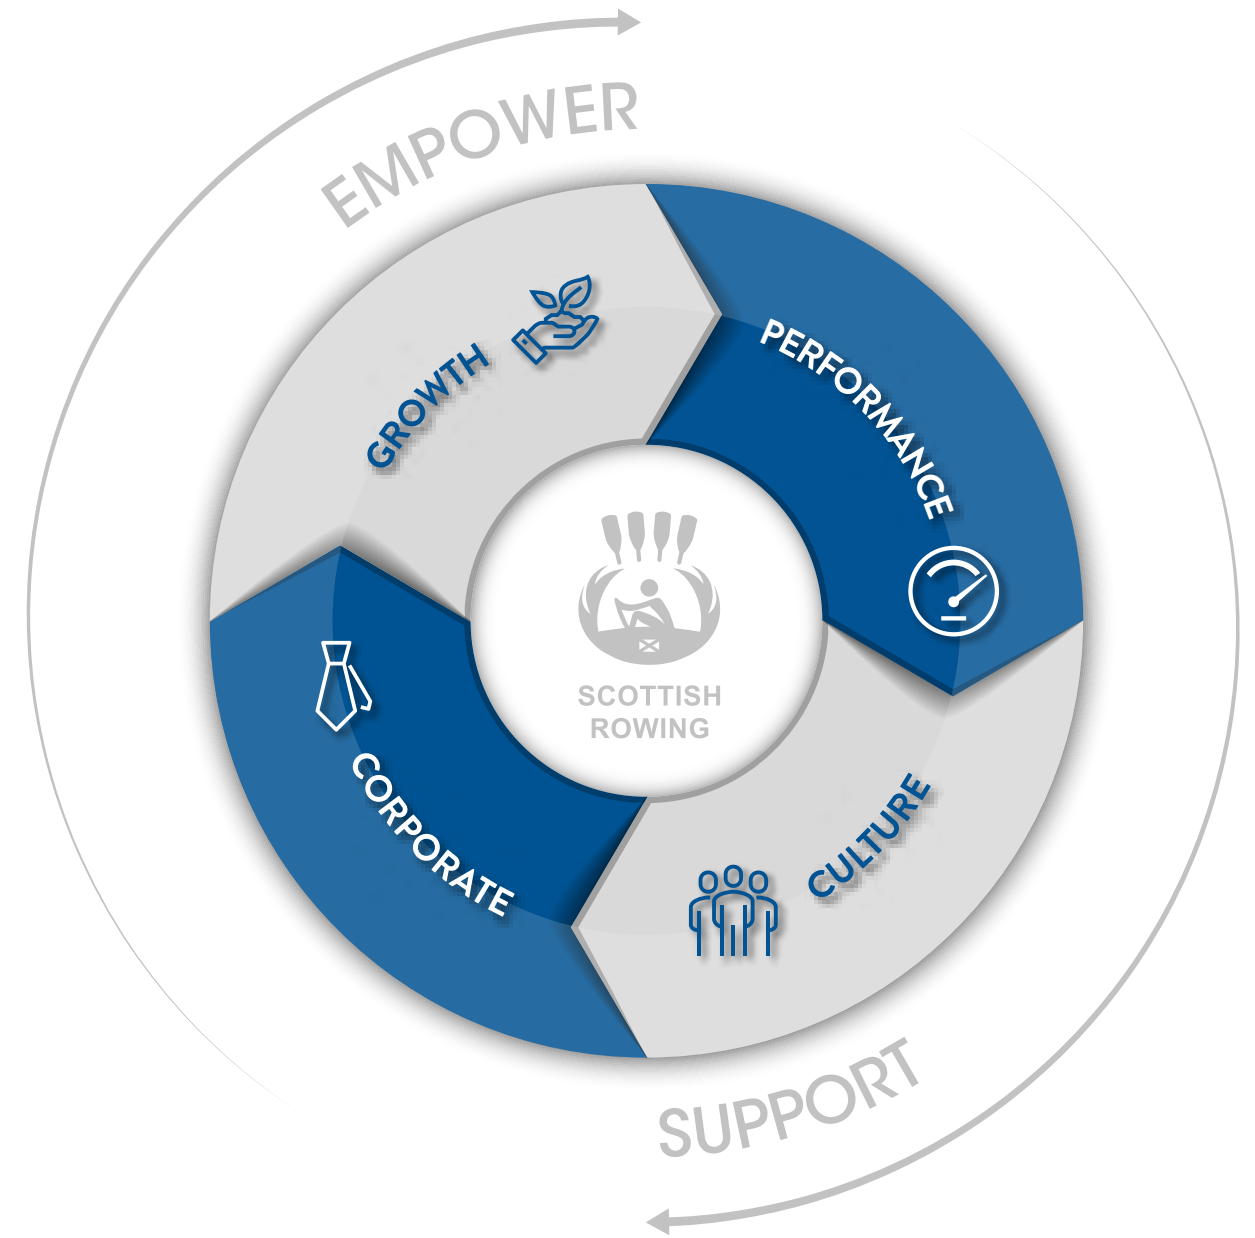 EMPOWER
GROWTH
PERFORMANCE
SCOTTISH
ROWING
CORPORATE
CULTURE
SUPPORT